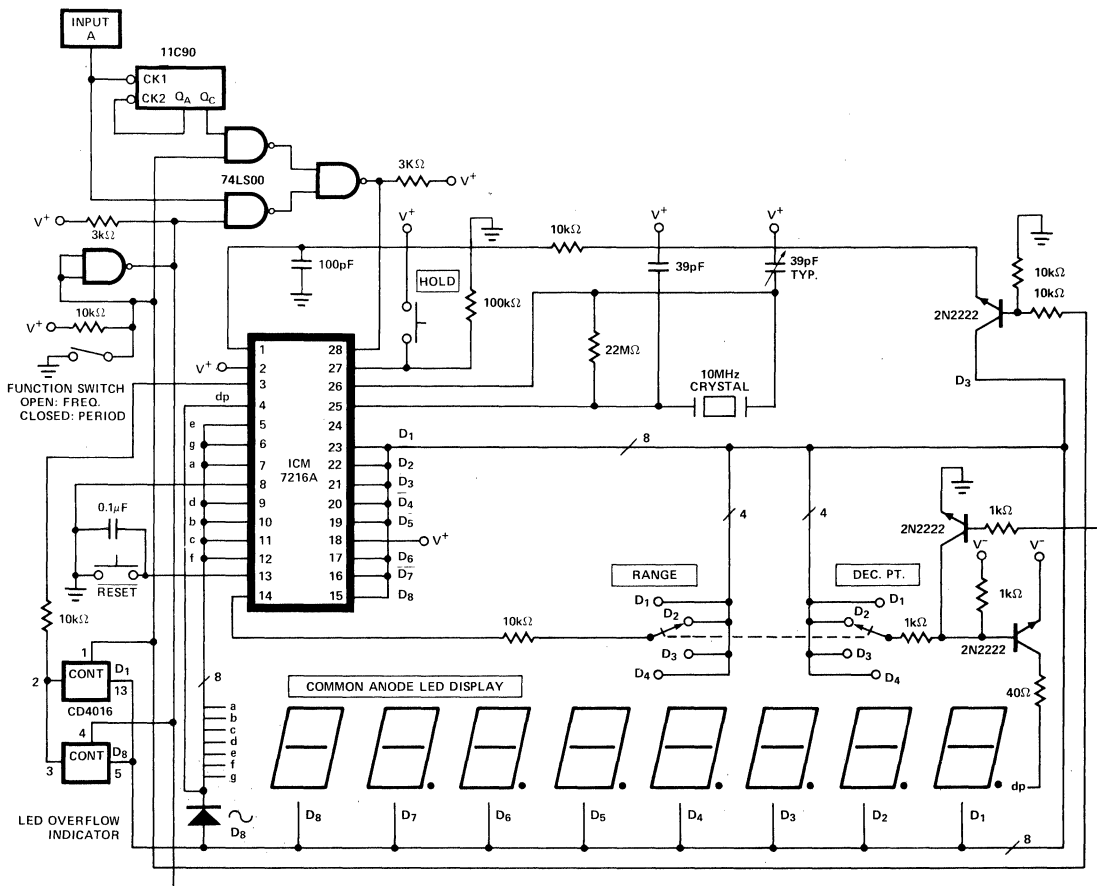 INPUT
A
11C90
CK1
CK2 QA QC
74LS00
3KΩ
V+
V+
3kΩ
10kΩ
V+
FUNCTION SWITCH
OPEN: FREQ.
CLOSED: PERIOD
100pF
V+
HOLD
100kΩ
10kΩ
V+
39pF
V+
39pF
TYP.
22MΩ
10MHz
CRYSTAL
10kΩ
10kΩ
2N2222
D3
V+
dp
e
g
a
d
b
c
f
1
2
3
4
5
6
7
8
9
10
11
12
13
14
ICM
7216A
28
27
26
25
24
23
22
21
20
19
18
17
16
15
D1
D2
D3
D4
D5
V+
D6
D7
D8
8
4
4
0.1μF
RESET
10kΩ
10kΩ
RANGE
D1
D2
D3
D4
DEC. PT.
D1
D2
D3
D4
1kΩ
2N2222
1kΩ
V−
V−
1kΩ
2N2222
40Ω
1
2
CONT
D1
13
CD4016
4
3
CONT
D8
5
8
a
b
c
d
e
f
g
COMMON ANODE LED DISPLAY
dp
LED OVERFLOW
INDICATOR
D8
D8
D7
D6
D5
D4
D3
D2
D1
8